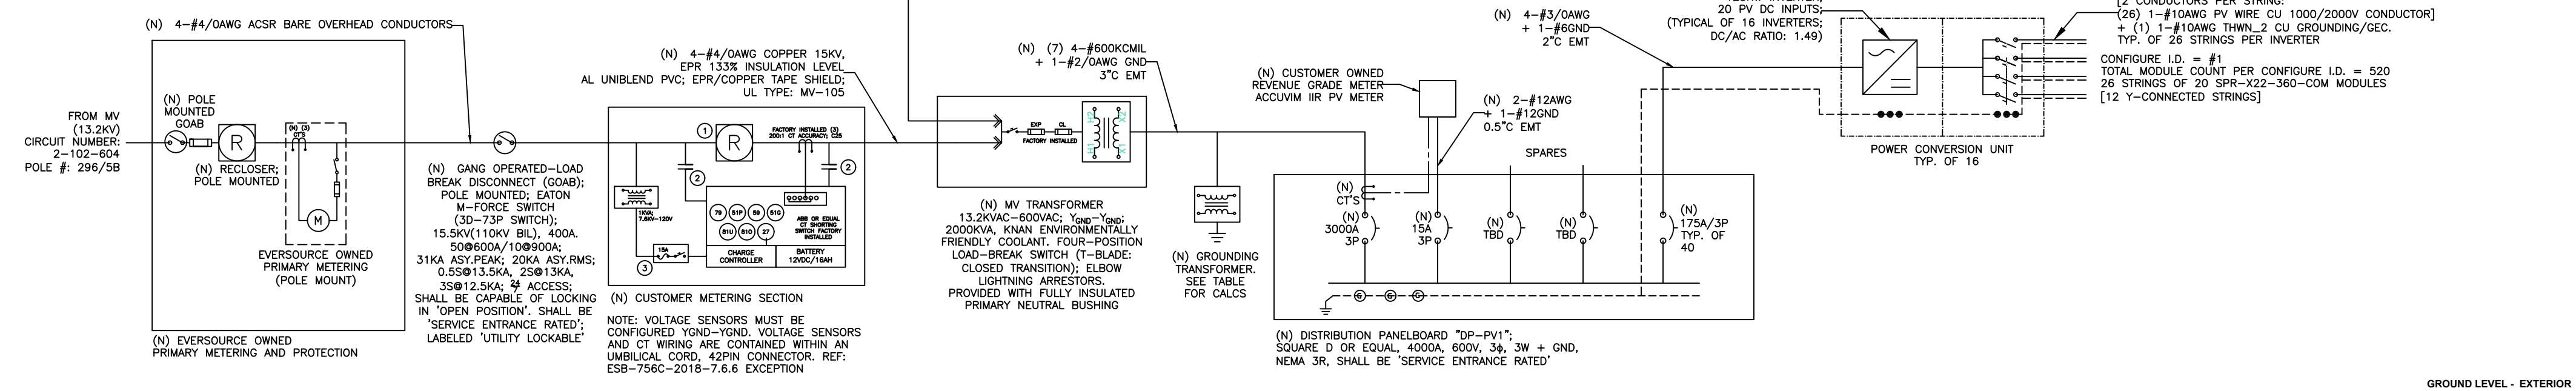 (N) 4-#4/0AWG ACSR BARE OVERHEAD CONDUCTORS
FROM MV
(13.2KV)
CIRCUIT NUMBER:
2-102-604
POLE #: 296/5B
(N) POLE
MOUNTED
GOAB
R
(N) RECLOSER;
POLE MOUNTED
(N) (3)
CT'S
M
EVERSOURCE OWNED
PRIMARY METERING
(POLE MOUNT)
(N) EVERSOURCE OWNED
PRIMARY METERING AND PROTECTION
(N) GANG OPERATED-LOAD
BREAK DISCONNECT (GOAB);
POLE MOUNTED; EATON
M-FORCE SWITCH
(3D-73P SWITCH);
15.5KV(110KV BIL), 400A.
50@600A/10@900A;
31KA ASY.PEAK; 20KA ASY.RMS;
0.5S@13.5KA, 2S@13KA,
3S@12.5KA; 24/7 ACCESS;
SHALL BE CAPABLE OF LOCKING
IN 'OPEN POSITION'. SHALL BE
'SERVICE ENTRANCE RATED';
LABELED 'UTILITY LOCKABLE'
(N) 4-#4/0AWG COPPER 15KV,
EPR 133% INSULATION LEVEL
AL UNIBLEND PVC; EPR/COPPER TAPE SHIELD;
UL TYPE: MV-105
1
R
FACTORY INSTALLED (3)
200:1 CT ACCURACY; C25
2
2
1KVA;
7.6KV-120V
79
51P
59
51G
81U
81O
27
ABB OR EQUAL
CT SHORTING
SWITCH FACTORY
INSTALLED
15A
3
CHARGE
CONTROLLER
BATTERY
12VDC/16AH
(N) CUSTOMER METERING SECTION
NOTE: VOLTAGE SENSORS MUST BE
CONFIGURED YGND-YGND. VOLTAGE SENSORS
AND CT WIRING ARE CONTAINED WITHIN AN
UMBILICAL CORD, 42PIN CONNECTOR. REF:
ESB-756C-2018-7.6.6 EXCEPTION
(N) (7) 4-#600KCMIL
+ 1-#2/0AWG GND
3"C EMT
EXP
CL
FACTORY INSTALLED
H2
H1
X2
X1
(N) MV TRANSFORMER
13.2KVAC-600VAC; YGND-YGND;
2000KVA, KNAN ENVIRONMENTALLY
FRIENDLY COOLANT. FOUR-POSITION
LOAD-BREAK SWITCH (T-BLADE:
CLOSED TRANSITION); ELBOW
LIGHTNING ARRESTORS.
PROVIDED WITH FULLY INSULATED
PRIMARY NEUTRAL BUSHING
(N) GROUNDING
TRANSFORMER.
SEE TABLE
FOR CALCS
(N) CUSTOMER OWNED
REVENUE GRADE METER
ACCUVIM IIR PV METER
(N) 2-#12AWG
+ 1-#12GND
0.5"C EMT
SPARES
(N)
CT'S
(N)
3000A
3P
(N)
15A
3P
(N)
TBD
(N)
TBD
(N)
175A/3P
TYP. OF
40
G
G
G
(N) DISTRIBUTION PANELBOARD "DP-PV1";
SQUARE D OR EQUAL, 4000A, 600V, 3ϕ, 3W + GND,
NEMA 3R, SHALL BE 'SERVICE ENTRANCE RATED'
(N) 4-#3/0AWG
+ 1-#6GND
2"C EMT
20 PV DC INPUTS;
(TYPICAL OF 16 INVERTERS;
DC/AC RATIO: 1.49)
POWER CONVERSION UNIT
TYP. OF 16
[2 CONDUCTORS PER STRING:
(26) 1-#10AWG PV WIRE CU 1000/2000V CONDUCTOR]
+ (1) 1-#10AWG THWN_2 CU GROUNDING/GEC.
TYP. OF 26 STRINGS PER INVERTER
CONFIGURE I.D. = #1
TOTAL MODULE COUNT PER CONFIGURE I.D. = 520
26 STRINGS OF 20 SPR-X22-360-COM MODULES
[12 Y-CONNECTED STRINGS]
GROUND LEVEL - EXTERIOR